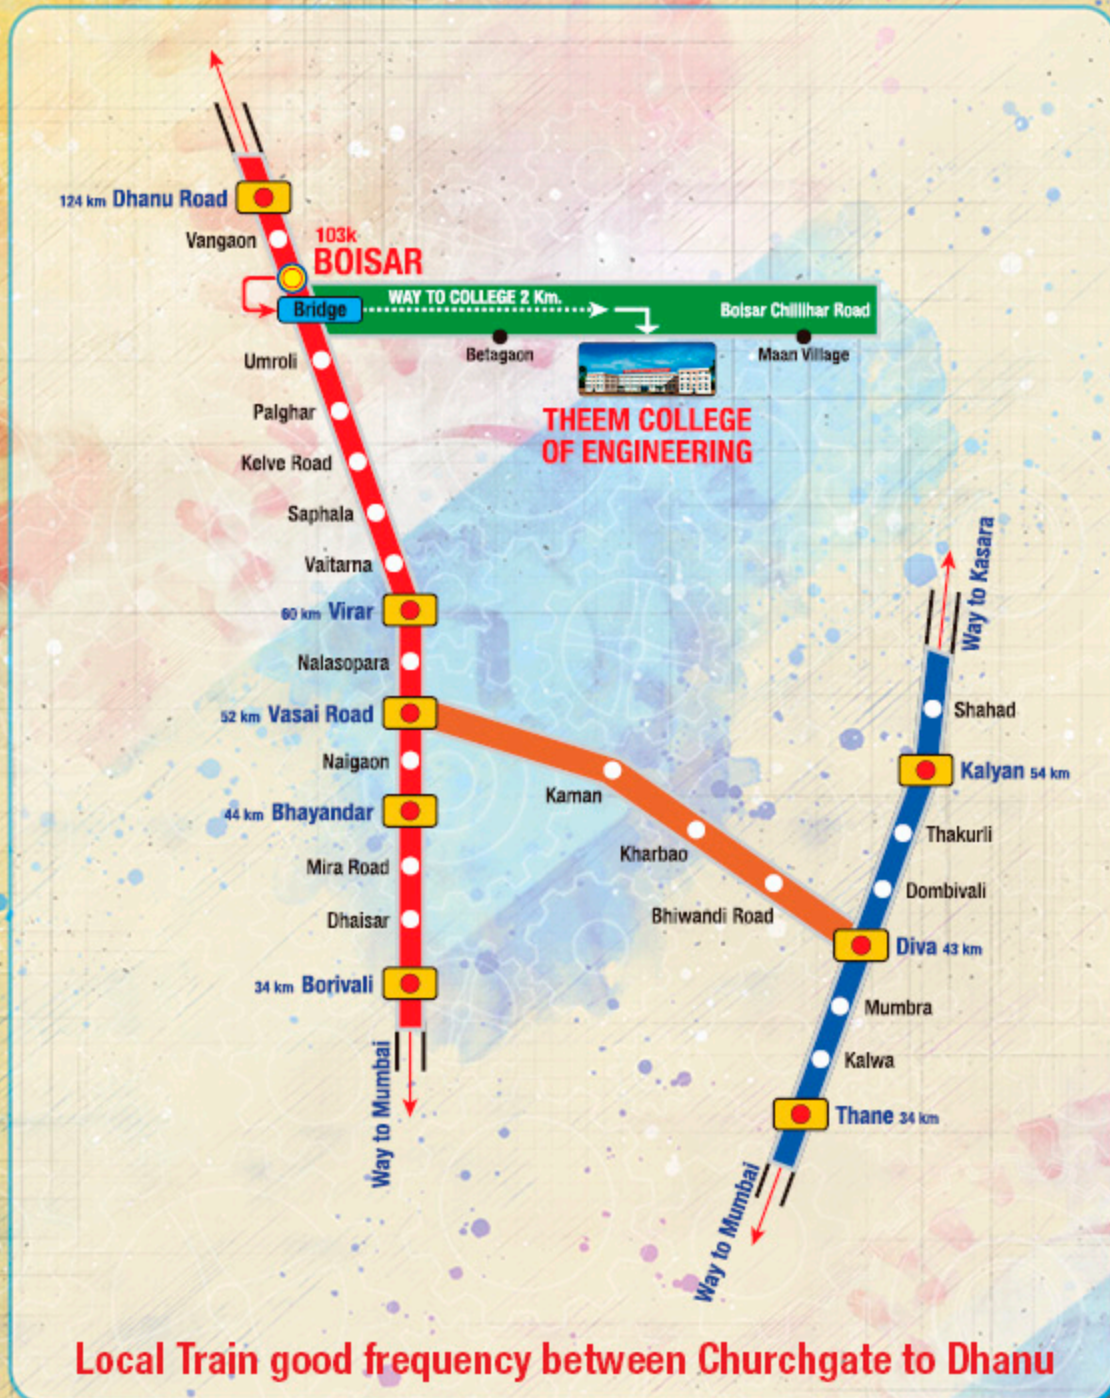 124 km Dhanu Road
Vangaon
103k
BOISAR
Bridge
WAY TO COLLEGE 2 Km.
Boisar Chillihar Road
Betagaon
Maan Village
THEEM COLLEGE
OF ENGINEERING
Umroli
Palghar
Kelve Road
Saphala
Vaitarna
60 km Virar
Nalasopara
52 km Vasai Road
Naigaon
44 km Bhayandar
Mira Road
Dhaisar
34 km Borivali
Way to Mumbai
Kaman
Kharbao
Bhiwandi Road
Way to Kasara
Shahad
Kalyan 54 km
Thakurli
Dombivali
Diva 43 km
Mumbra
Kalwa
Thane 34 km
Way to Mumbai
Local Train good frequency between Churchgate to Dhanu